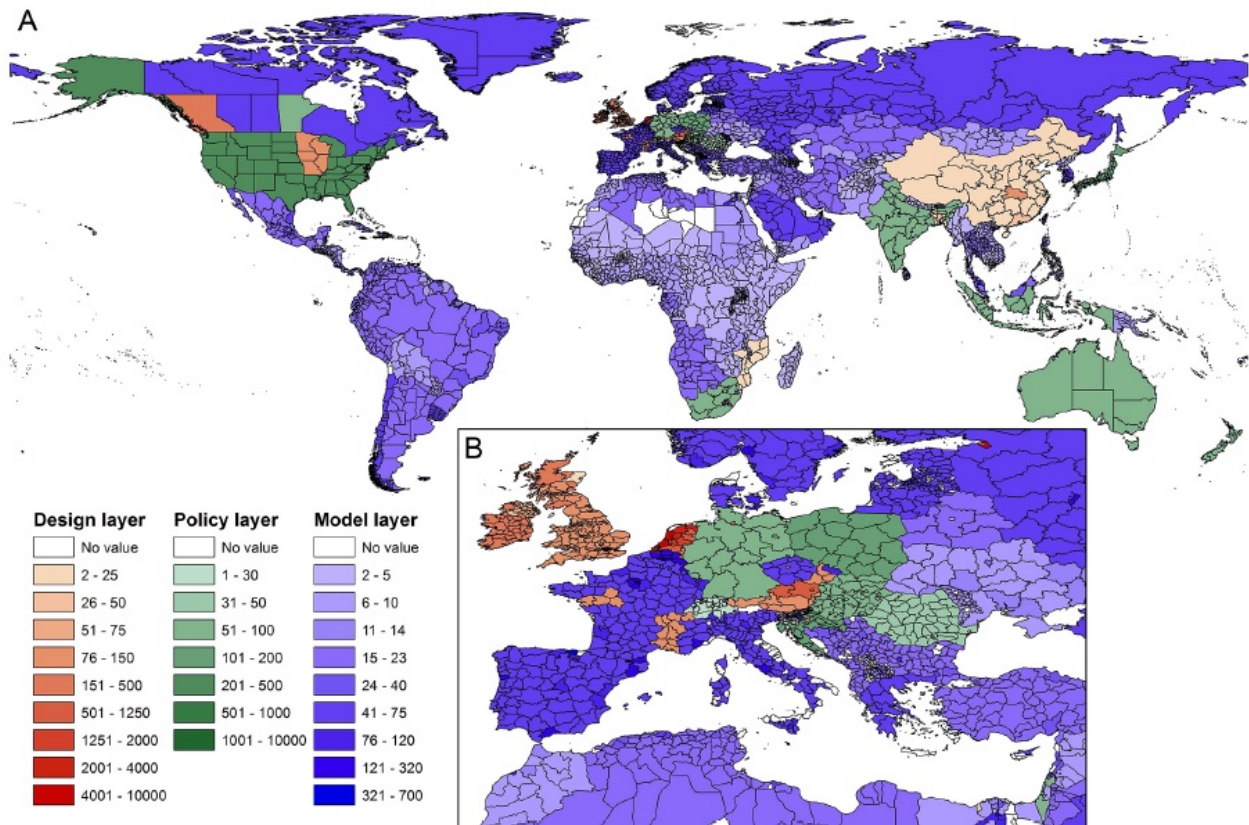 A
B
Design layer
No value
2 - 25
26 - 50
51 - 75
76 - 150
151 - 500
501 - 1250
1251 - 2000
2001 - 4000
4001 - 10000
Policy layer
No value
1 - 30
31 - 50
51 - 100
101 - 200
201 - 500
501 - 1000
1001 - 10000
Model layer
No value
2 - 5
6 - 10
11 - 14
15 - 23
24 - 40
41 - 75
76 - 120
121 - 320
321 - 700